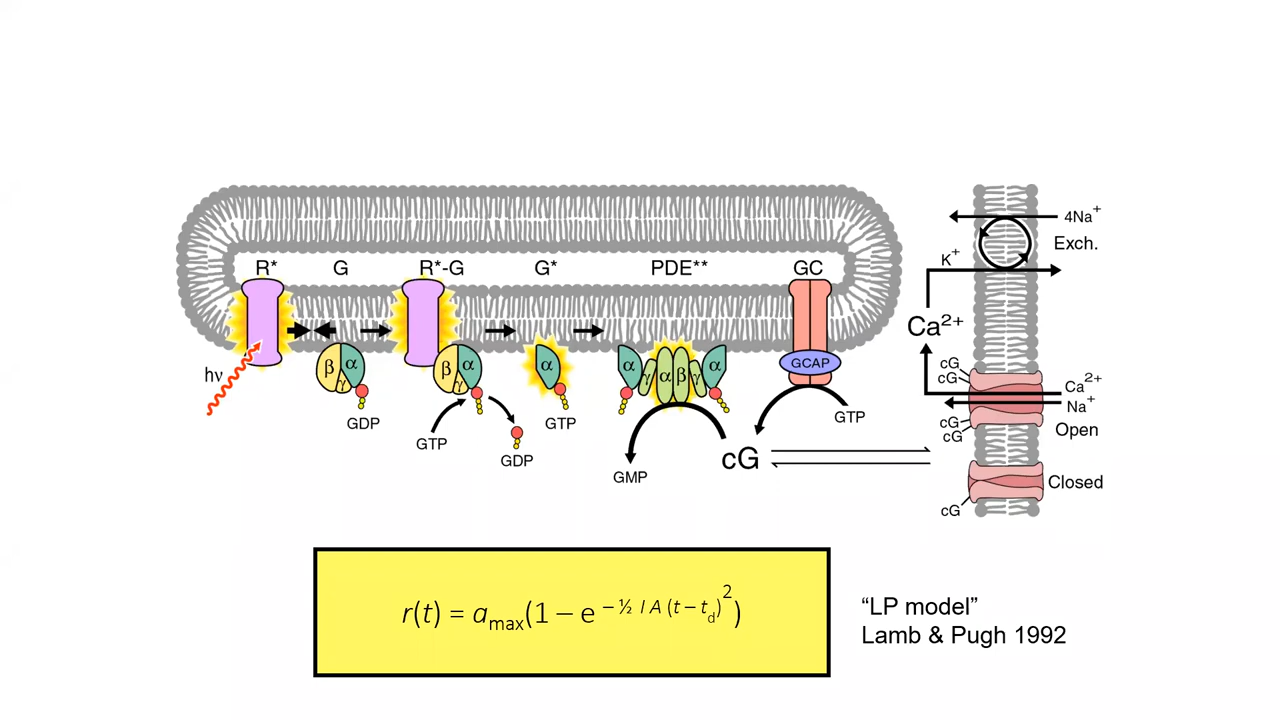 R* G R*-G G* PDE** GC
hν
β α γ
GDP
β α γ
GTP
GDP
α
GTP
α γ α β γ α
GMP
cG
GCAP
GTP
4Na+
Exch.
K+
Ca2+
cG
cG
Ca2+
Na+
cG
cG
Open
Closed
cG
r(t) = amax(1 − e − ½ I A (t − td)2)
“LP model”
Lamb & Pugh 1992